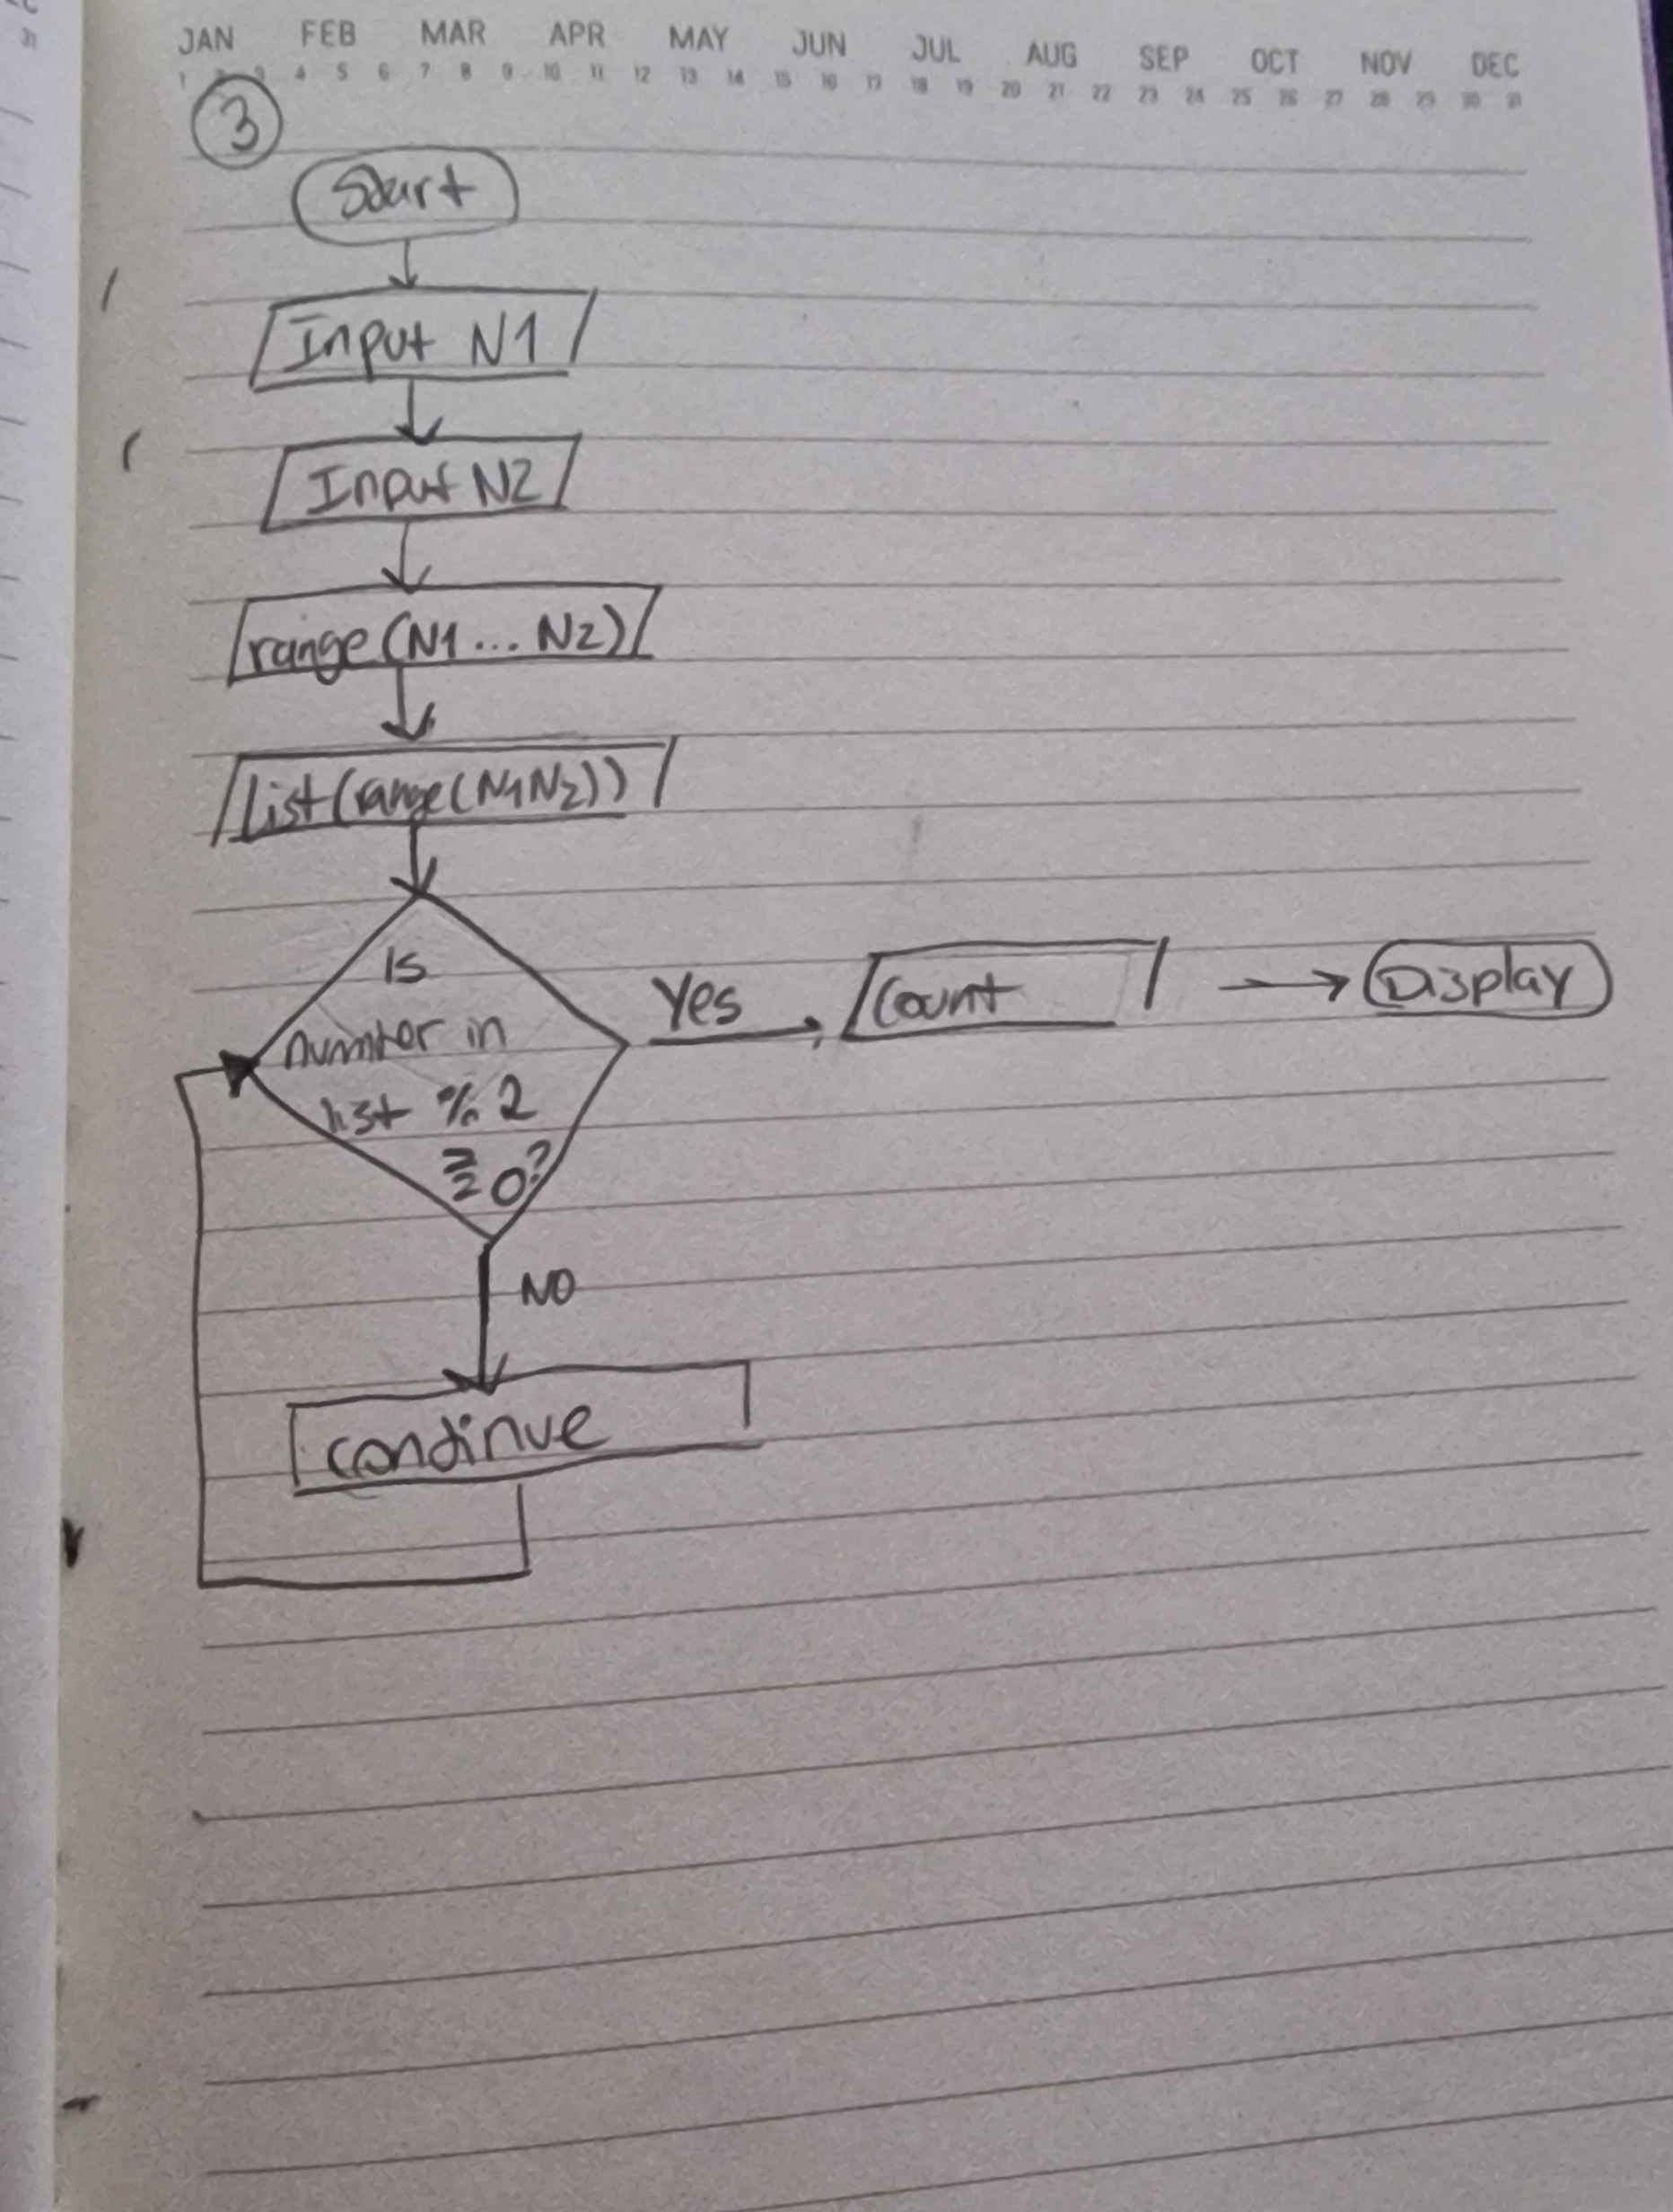 JAN FEB MAR APR MAY JUN JUL AUG SEP OCT NOV DEC
1 2 3 4 5 6 7 8 9 10 11 12 13 14 15 16 17 18 19 20 21 22 23 24 25 26 27 28 29 30 31
31
3
Start
Input N1
Input N2
range (N1 ... N2)
list(range(N1N2))
Is
number in
list % 2
0?
Yes
Count
Display
NO
continue